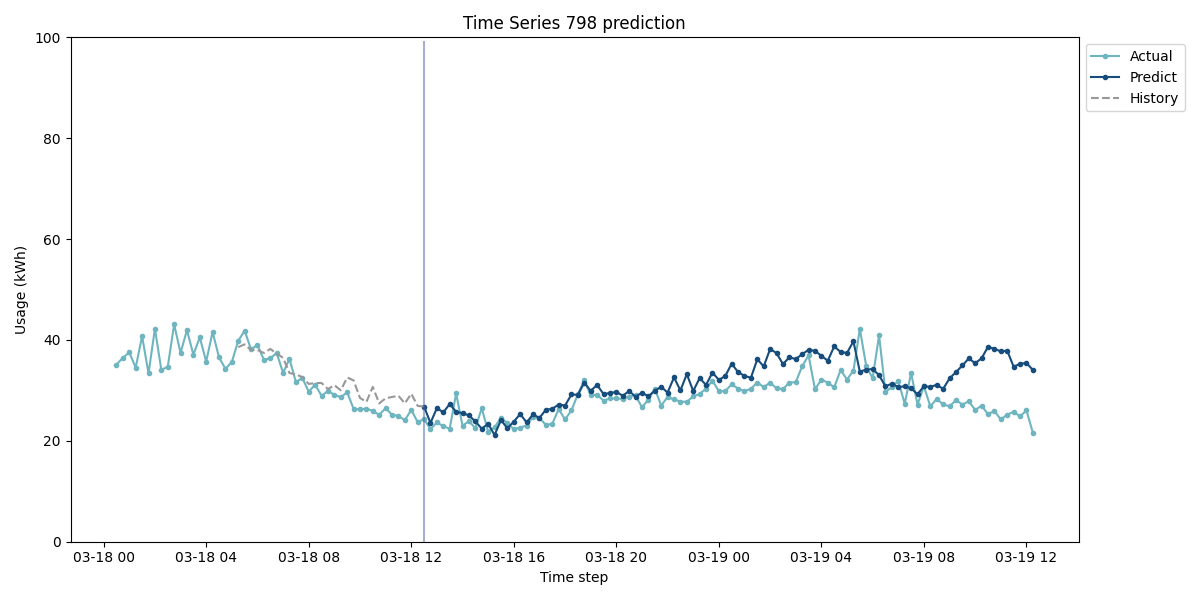 Time Series 798 prediction
Actual
Predict
History
Usage (kWh)
100
80
60
40
20
0
03-18 00 03-18 04 03-18 08 03-18 12 03-18 16 03-18 20 03-19 00 03-19 04 03-19 08 03-19 12
Time step